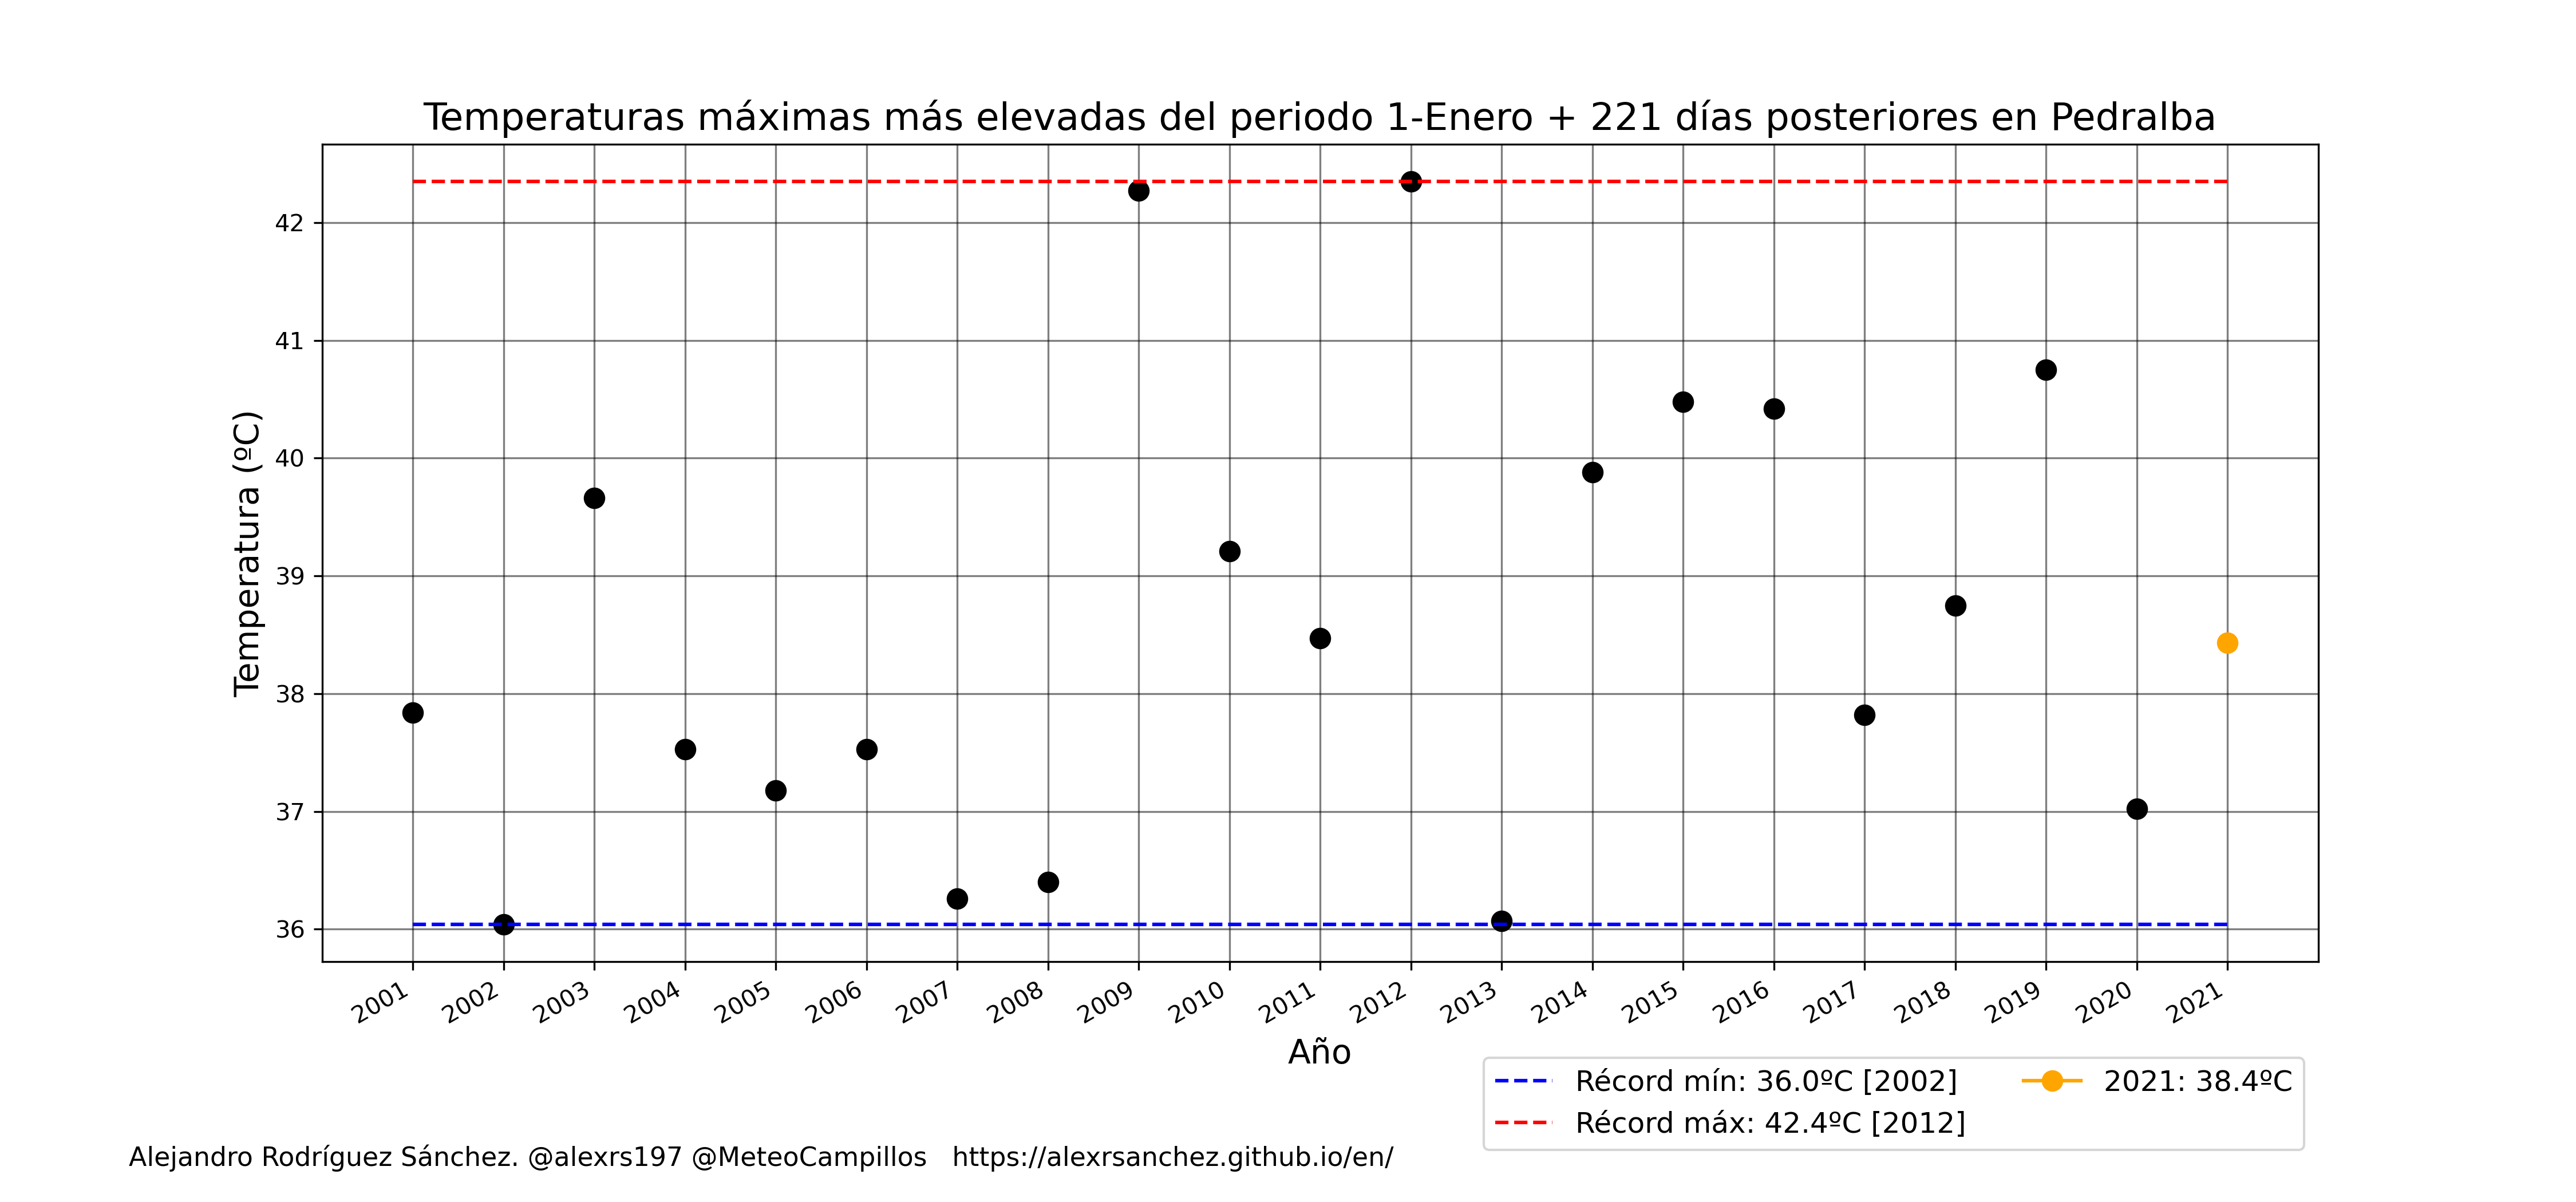 Temperaturas máximas más elevadas del periodo 1-Enero + 221 días posteriores en Pedralba
Temperatura (ºC)
42
41
40
39
38
37
36
2001 2002 2003 2004 2005 2006 2007 2008 2009 2010 2011 2012 2013 2014 2015 2016 2017 2018 2019 2020 2021
Año
Récord mín: 36.0ºC [2002]
Récord máx: 42.4ºC [2012]
2021: 38.4ºC
Alejandro Rodríguez Sánchez. @alexrs197 @MeteoCampillos https://alexrsanchez.github.io/en/